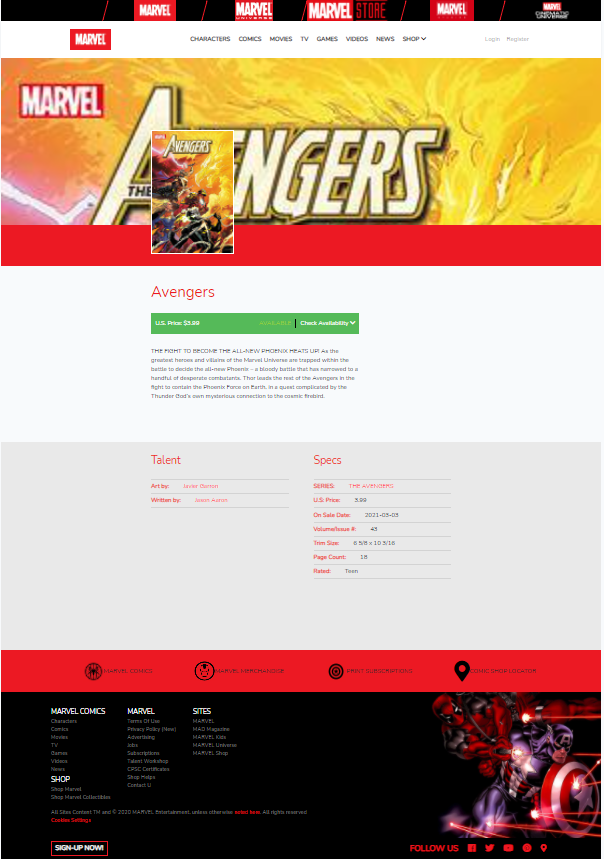 MARVEL
MARVEL
UNIVERSE
MARVEL STORE
MARVEL
MARVEL
CINEMATIC
UNIVERSE
MARVEL
CHARACTERS COMICS MOVIES TV GAMES VIDEOS NEWS SHOP
Login Register
MARVEL
THE AVENGERS
AVENGERS
Avengers
U.S. Price: $3.99 AVAILABLE | Check Availability
THE FIGHT TO BECOME THE ALL-NEW PHOENIX HEATS UP! As the
greatest heroes and villains of the Marvel Universe are trapped within the
battle to decide the all-new Phoenix – a bloody battle that has narrowed to a
handful of desperate combatants. Thor leads the rest of the Avengers in the
fight to contain the Phoenix Force on Earth, in a quest complicated by the
Thunder God's own mysterious connection to the cosmic firebird.
Talent
Art by: Javier Garron
Written by: Jason Aaron
Specs
SERIES: THE AVENGERS
U.S. Price: 3.99
On Sale Date: 2021-03-03
Volume/Issue #: 43
Trim Size: 6 5/8 x 10 3/16
Page Count: 18
Rated: Teen
MARVEL COMICS
MARVEL MERCHANDISE
PRINT SUBSCRIPTIONS
COMIC SHOP LOCATOR
MARVEL COMICS
Characters
Comics
Movies
TV
Games
Videos
News
SHOP
Shop Marvel
Shop Marvel Collectibles
MARVEL
Terms Of Use
Privacy Policy (New)
Advertising
Jobs
Subscriptions
Talent Workshop
CPSC Certificates
Shop Helps
Contact U
SITES
MARVEL
MAD Magazine
MARVEL Kids
MARVEL Universe
MARVEL Shop
All Sites Content TM and © 2020 MARVEL Entertainment, unless otherwise noted here. All rights reserved
Cookies Settings
SIGN-UP NOW!
FOLLOW US